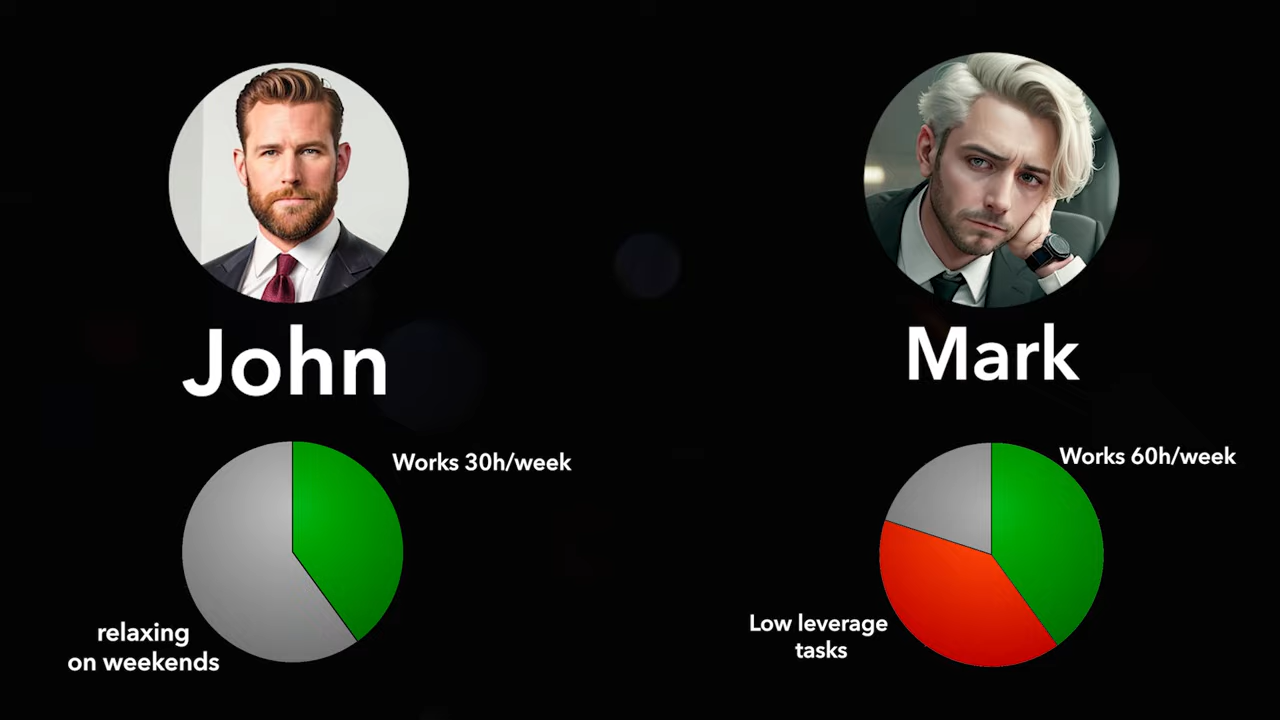 John
Mark
Works 30h/week
Works 60h/week
relaxing
on weekends
Low leverage
tasks